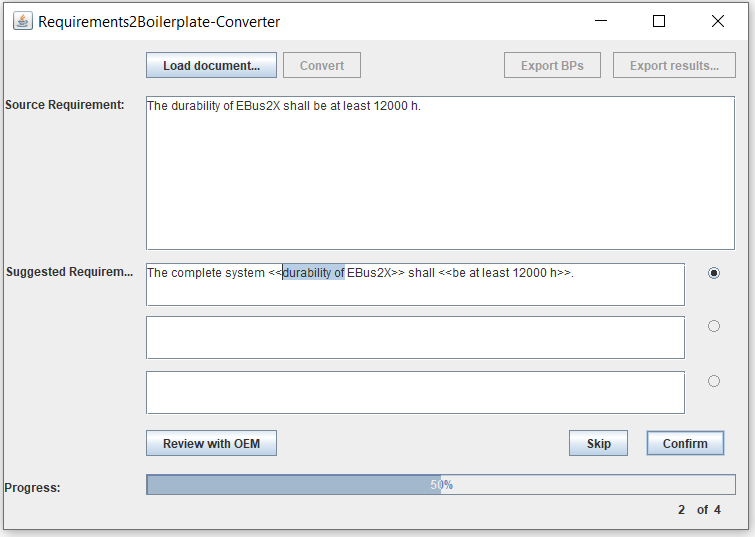 Requirements2Boilerplate-Converter
Load document... Convert Export BPs Export results...
Source Requirement: The durability of EBus2X shall be at least 12000 h.
Suggested Requirem... The complete system <<durability of EBus2X>> shall <<be at least 12000 h>>.
Review with OEM Skip Confirm
Progress: 50%
2 of 4